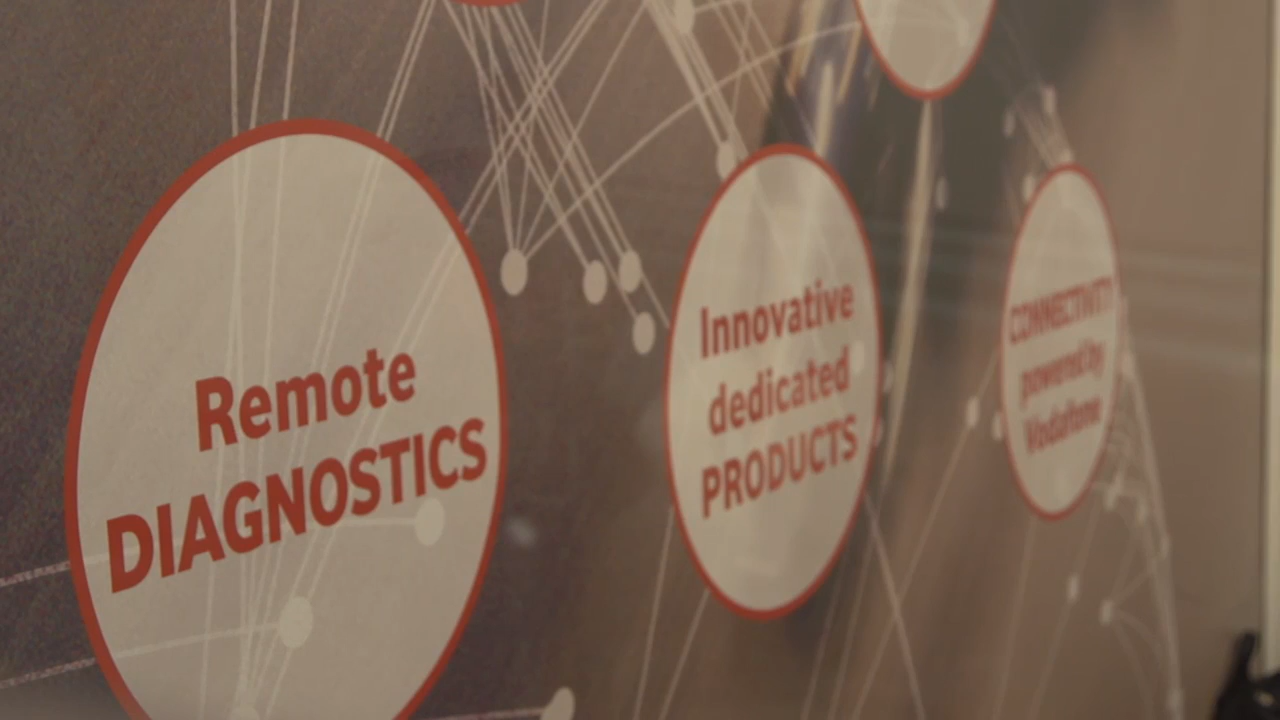 Remote
DIAGNOSTICS
Innovative
dedicated
PRODUCTS
CONNECTIVITY
powered by
Vodafone